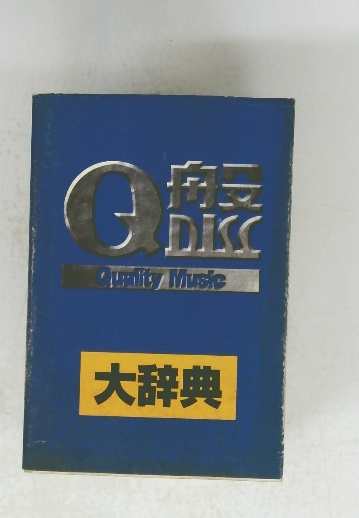 Q盤
DISC
Quality Music
大辞典